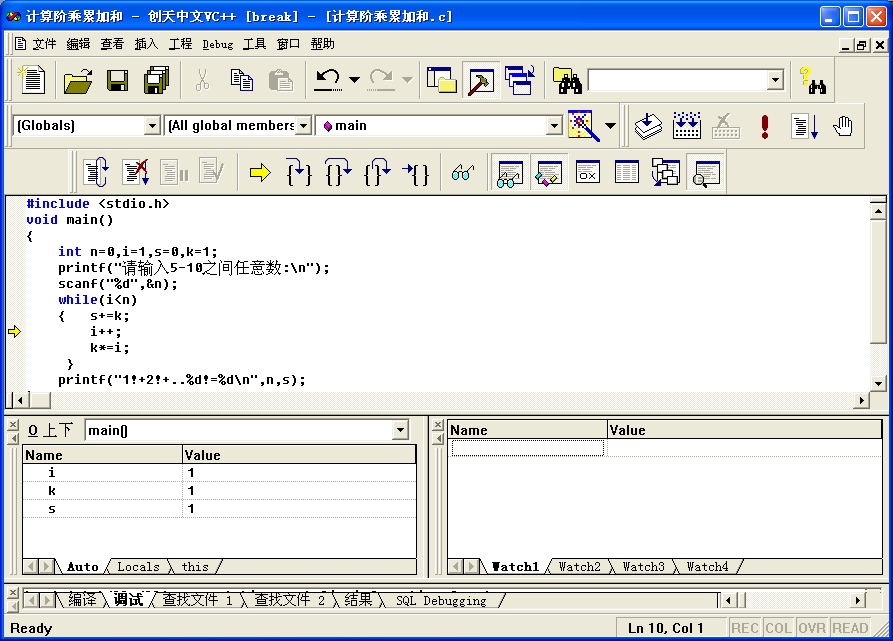 计算阶乘累加和 - 创天中文VC++ [break] - [计算阶乘累加和.c]
文件 编辑 查看 插入 工程 Debug 工具 窗口 帮助
(Globals) (All global members main
#include <stdio.h>
void main()
{
int n=0,i=1,s=0,k=1;
printf("请输入5-10之间任意数:\n");
scanf("%d",&n);
while(i<n)
{ s+=k;
i++;
k*=i;
}
printf("1!+2!+..%d!=%d\n",n,s);
上下 main()
Name Value
i 1
k 1
s 1
Auto Locals this
Name Value
Watch1 Watch2 Watch3 Watch4
编译 调试 查找文件 1 查找文件 2 结果 SQL Debugging
Ready Ln 10, Col 1 REC COL OVR READ